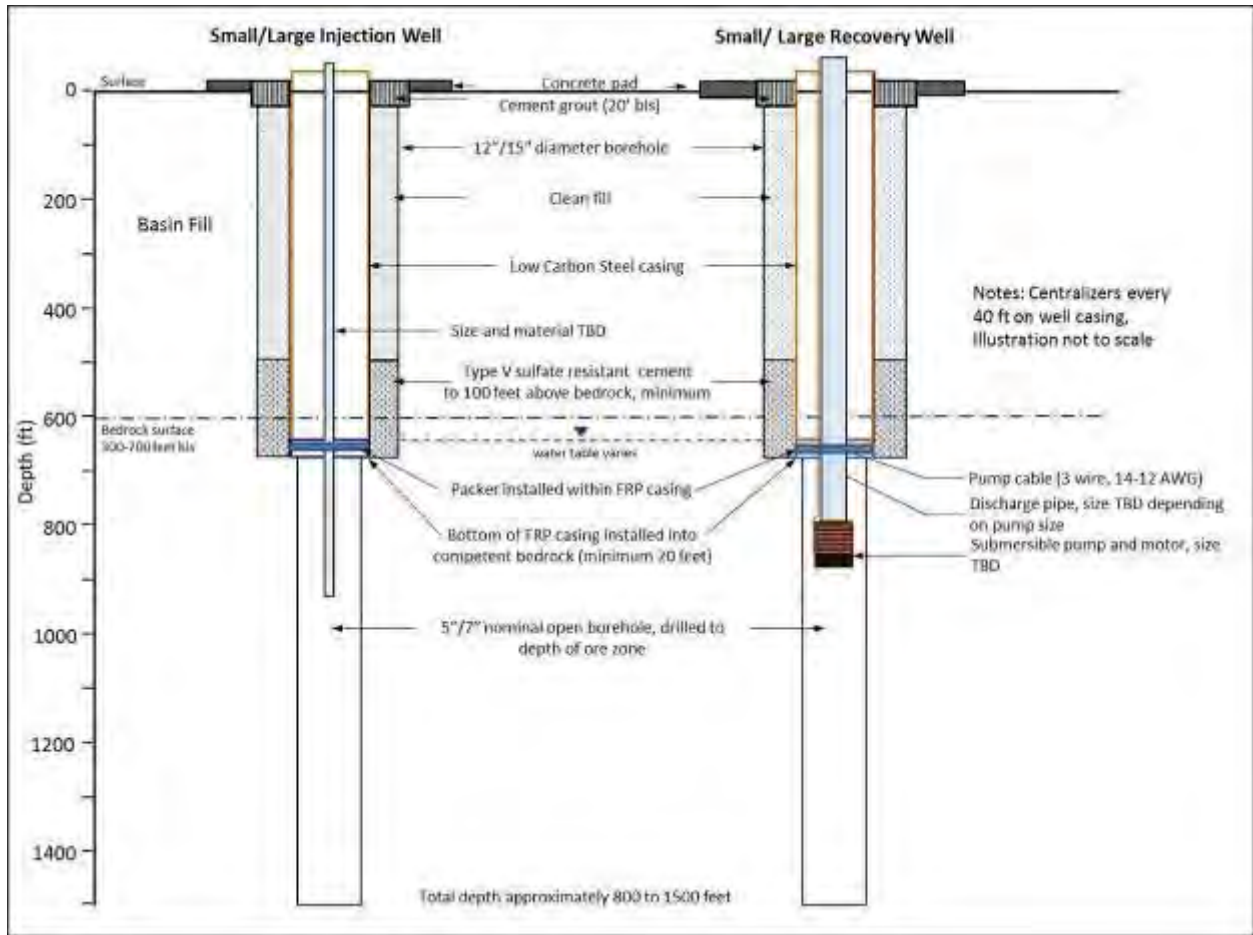 Small/Large Injection Well
Small/ Large Recovery Well
Surface
Concrete pad
Cement grout (20' bls)
12"/15" diameter borehole
Clean fill
Basin Fill
Low Carbon Steel casing
Notes: Centralizers every
40 ft on well casing,
Illustration not to scale
Size and material TBD
Type V sulfate resistant cement
to 100 feet above bedrock, minimum
Bedrock surface
300-700 feet bls
water table varies
Packer installed within FRP casing
Pump cable (3 wire, 14-12 AWG)
Discharge pipe, size TBD depending
on pump size
Bottom of FRP casing installed into
competent bedrock (minimum 20 feet)
Submersible pump and motor, size
TBD
5"/7" nominal open borehole, drilled to
depth of ore zone
Total depth approximately 800 to 1500 feet
Depth (ft)
0
200
400
600
800
1000
1200
1400